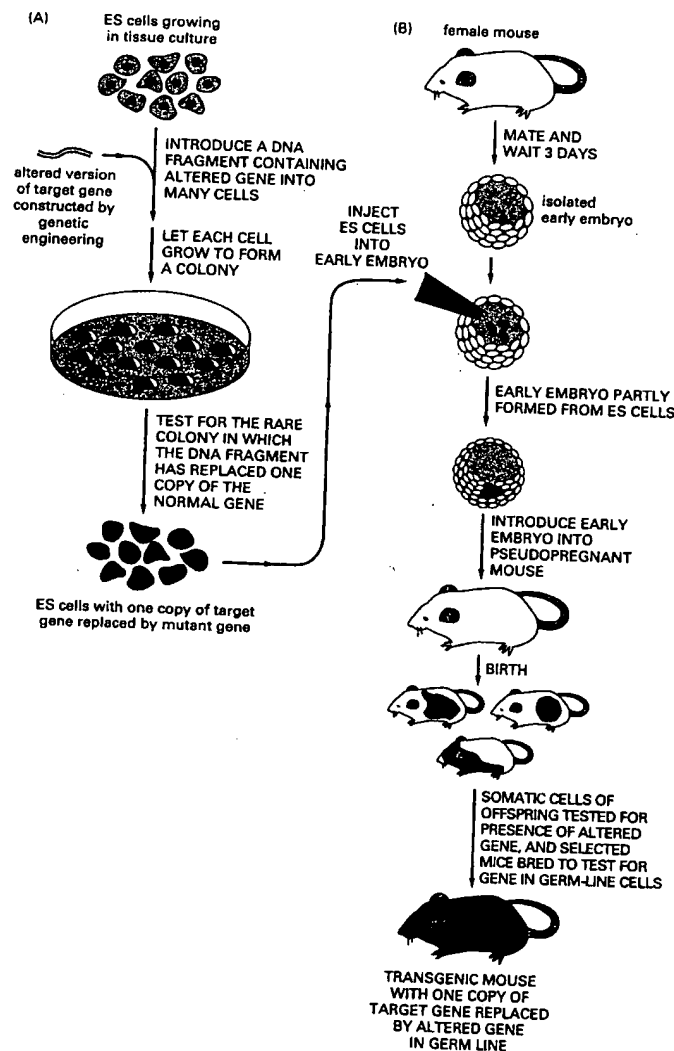 (A)
ES cells growing
in tissue culture
INTRODUCE A DNA
FRAGMENT CONTAINING
ALTERED GENE INTO
MANY CELLS
altered version
of target gene
constructed by
genetic
engineering
LET EACH CELL
GROW TO FORM
A COLONY
TEST FOR THE RARE
COLONY IN WHICH
THE DNA FRAGMENT
HAS REPLACED ONE
COPY OF THE
NORMAL GENE
ES cells with one copy of target
gene replaced by mutant gene
(B)
female mouse
MATE AND
WAIT 3 DAYS
isolated
early embryo
INJECT
ES CELLS
INTO
EARLY EMBRYO
EARLY EMBRYO PARTLY
FORMED FROM ES CELLS
INTRODUCE EARLY
EMBRYO INTO
PSEUDOPREGNANT
MOUSE
BIRTH
SOMATIC CELLS OF
OFFSPRING TESTED FOR
PRESENCE OF ALTERED
GENE, AND SELECTED
MICE BRED TO TEST FOR
GENE IN GERM-LINE CELLS
TRANSGENIC MOUSE
WITH ONE COPY OF
TARGET GENE REPLACED
BY ALTERED GENE
IN GERM LINE